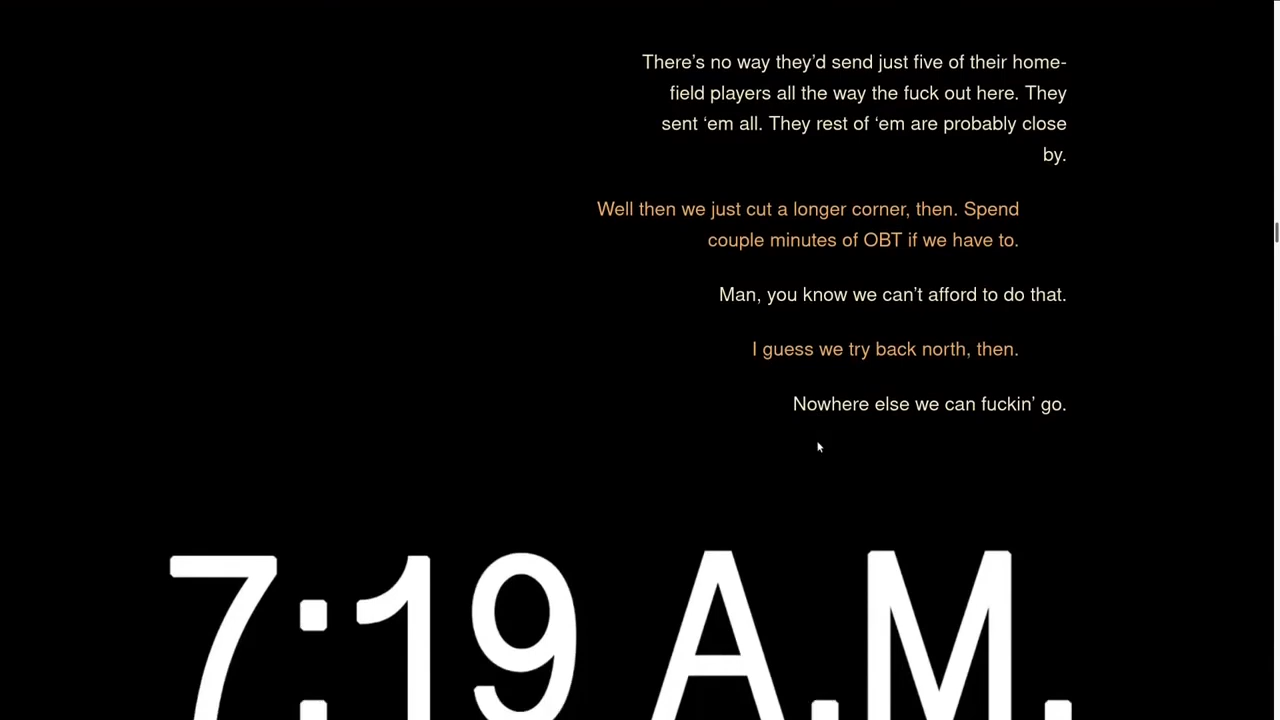 There’s no way they’d send just five of their home-
field players all the way the fuck out here. They
sent ‘em all. They rest of ‘em are probably close
by.
Well then we just cut a longer corner, then. Spend
couple minutes of OBT if we have to.
Man, you know we can’t afford to do that.
I guess we try back north, then.
Nowhere else we can fuckin’ go.
7:19 A.M.